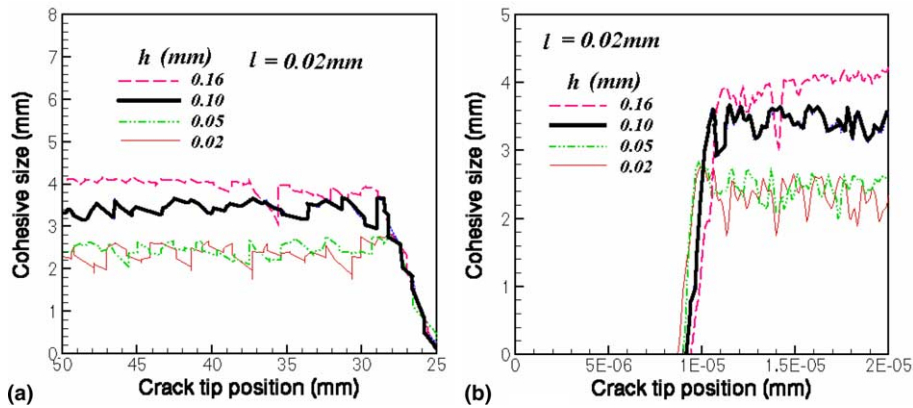 8
7
6
5
4
3
2
1
0
Cohesive size (mm)
h (mm)
l = 0.02mm
0.16
0.10
0.05
0.02
50
45
40
35
30
25
Crack tip position (mm)
(a)
5
4
3
2
1
0
Cohesive size (mm)
l = 0.02mm
h (mm)
0.16
0.10
0.05
0.02
0
5E-06
1E-05
1.5E-05
2E-05
Crack tip position (mm)
(b)